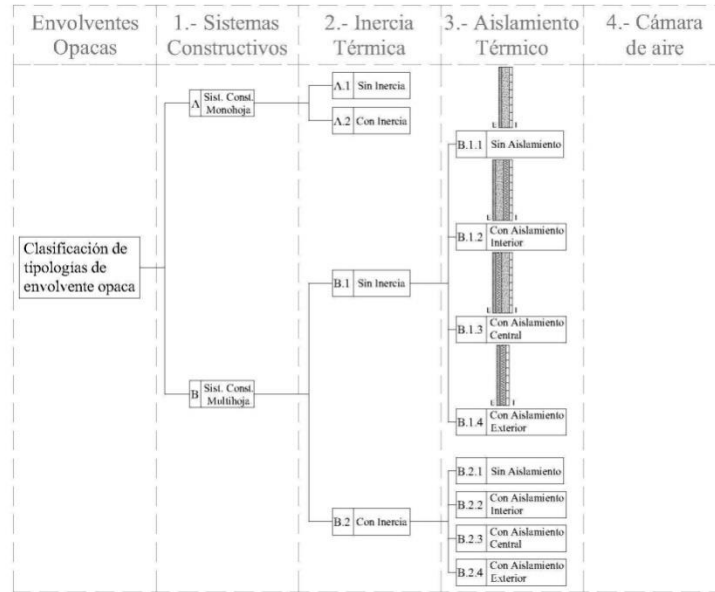 Envolventes
Opacas
1.- Sistemas
Constructivos
2.- Inercia
Térmica
3.- Aislamiento
Térmico
4.- Cámara
de aire
Clasificación de
tipologías de
envolvente opaca
A
Sist. Const.
Monohoja
A.1 Sin Inercia
A.2 Con Inercia
B
Sist. Const.
Multihoja
B.1 Sin Inercia
E I
B.1.1 Sin Aislamiento
E I
B.1.2 Con Aislamiento
Interior
E I
B.1.3 Con Aislamiento
Central
E I
B.1.4 Con Aislamiento
Exterior
B.2 Con Inercia
B.2.1 Sin Aislamiento
B.2.2 Con Aislamiento
Interior
B.2.3 Con Aislamiento
Central
B.2.4 Con Aislamiento
Exterior